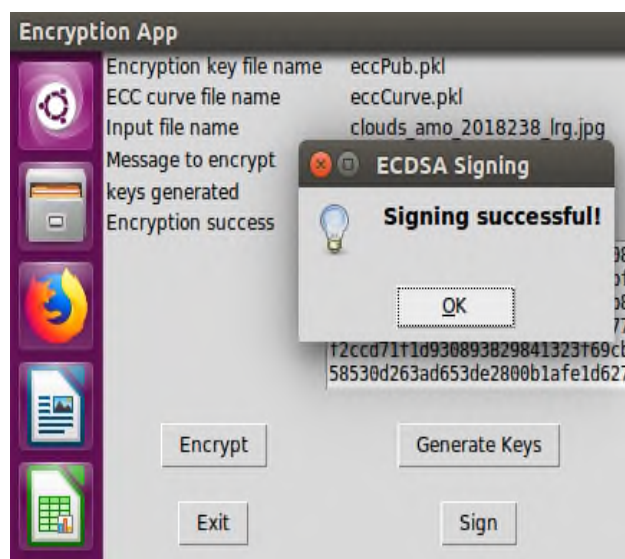 Encryption App
Encryption key file name eccPub.pkl
ECC curve file name eccCurve.pkl
Input file name clouds_amo_2018238_lrg.jpg
Message to encrypt
ECDSA Signing
keys generated
Encryption success
Signing successful!
OK
f2ccd71f1d930893829841323f69cb
58530d263ad653de2800b1afe1d627
Encrypt Generate Keys
Exit Sign